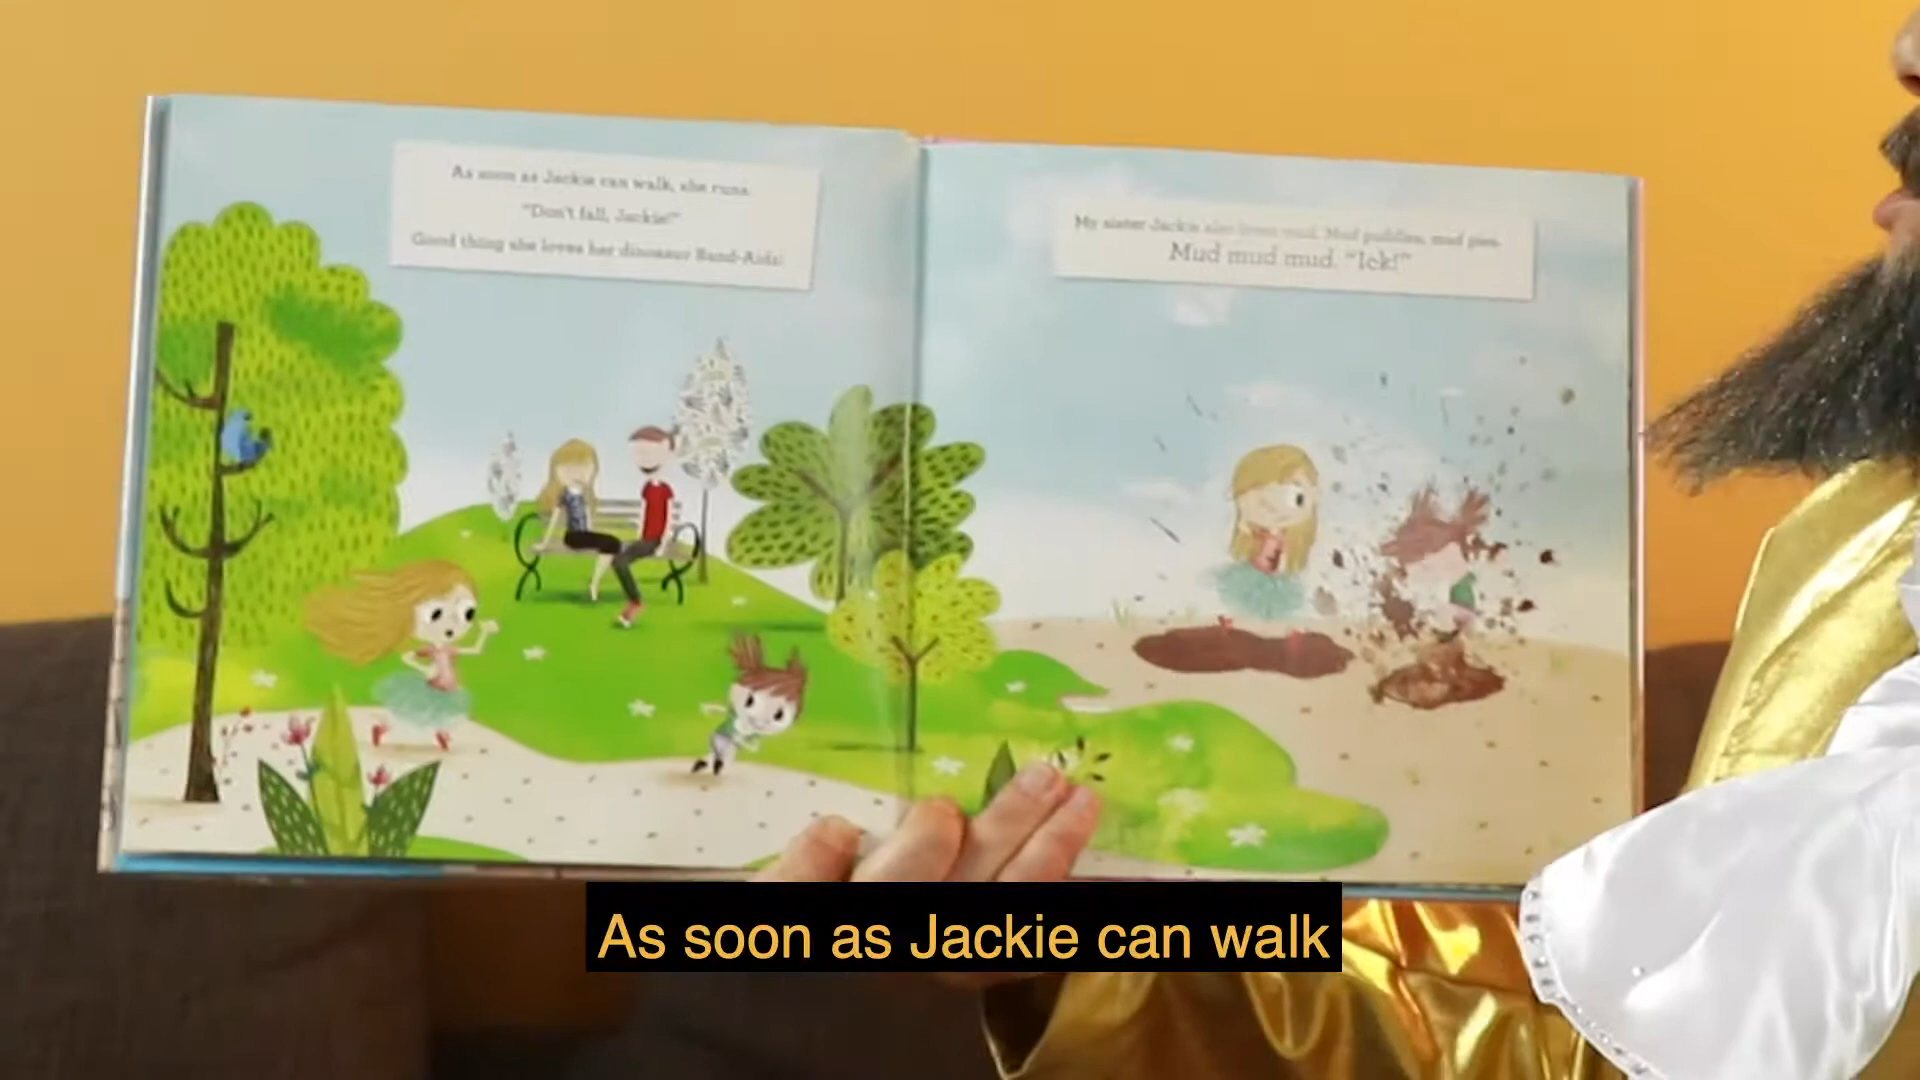 As soon as Jackie can walk, she runs.
"Don't fall, Jackie!"
Good thing she loves her dinosaur Band-Aids!
My sister Jackie also loves mud. Mud puddles, mud pies.
Mud mud mud. "Ick!"
As soon as Jackie can walk